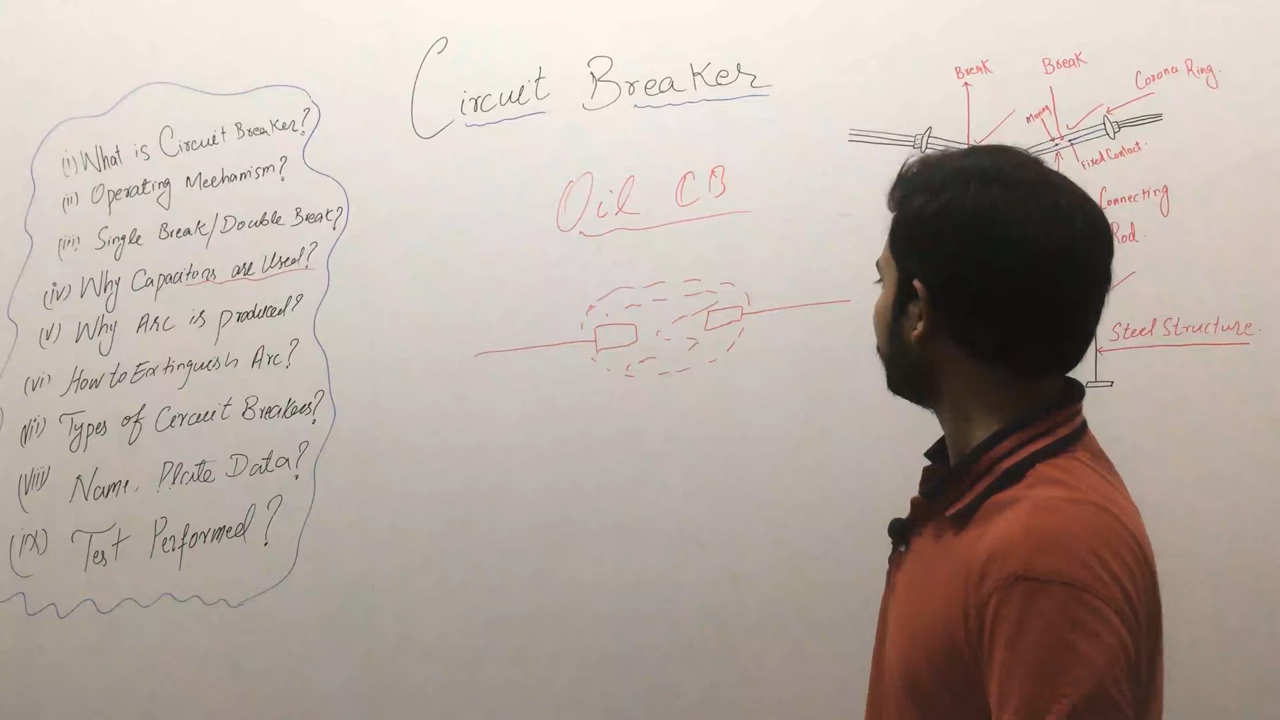 Circuit Breaker
(i) What is Circuit Breaker?
(ii) Operating Mechanism?
(iii) Single Break/Double Break?
(iv) Why Capacitors are Used?
(v) Why Arc is produced?
(vi) How to Extinguish Arc?
(vii) Types of Circuit Breakers?
(viii) Name Plate Data?
(ix) Test Performed?
Oil CB
Break
Break
Corona Ring.
Moving
Fixed Contact.
Connecting
Rod.
Steel Structure.